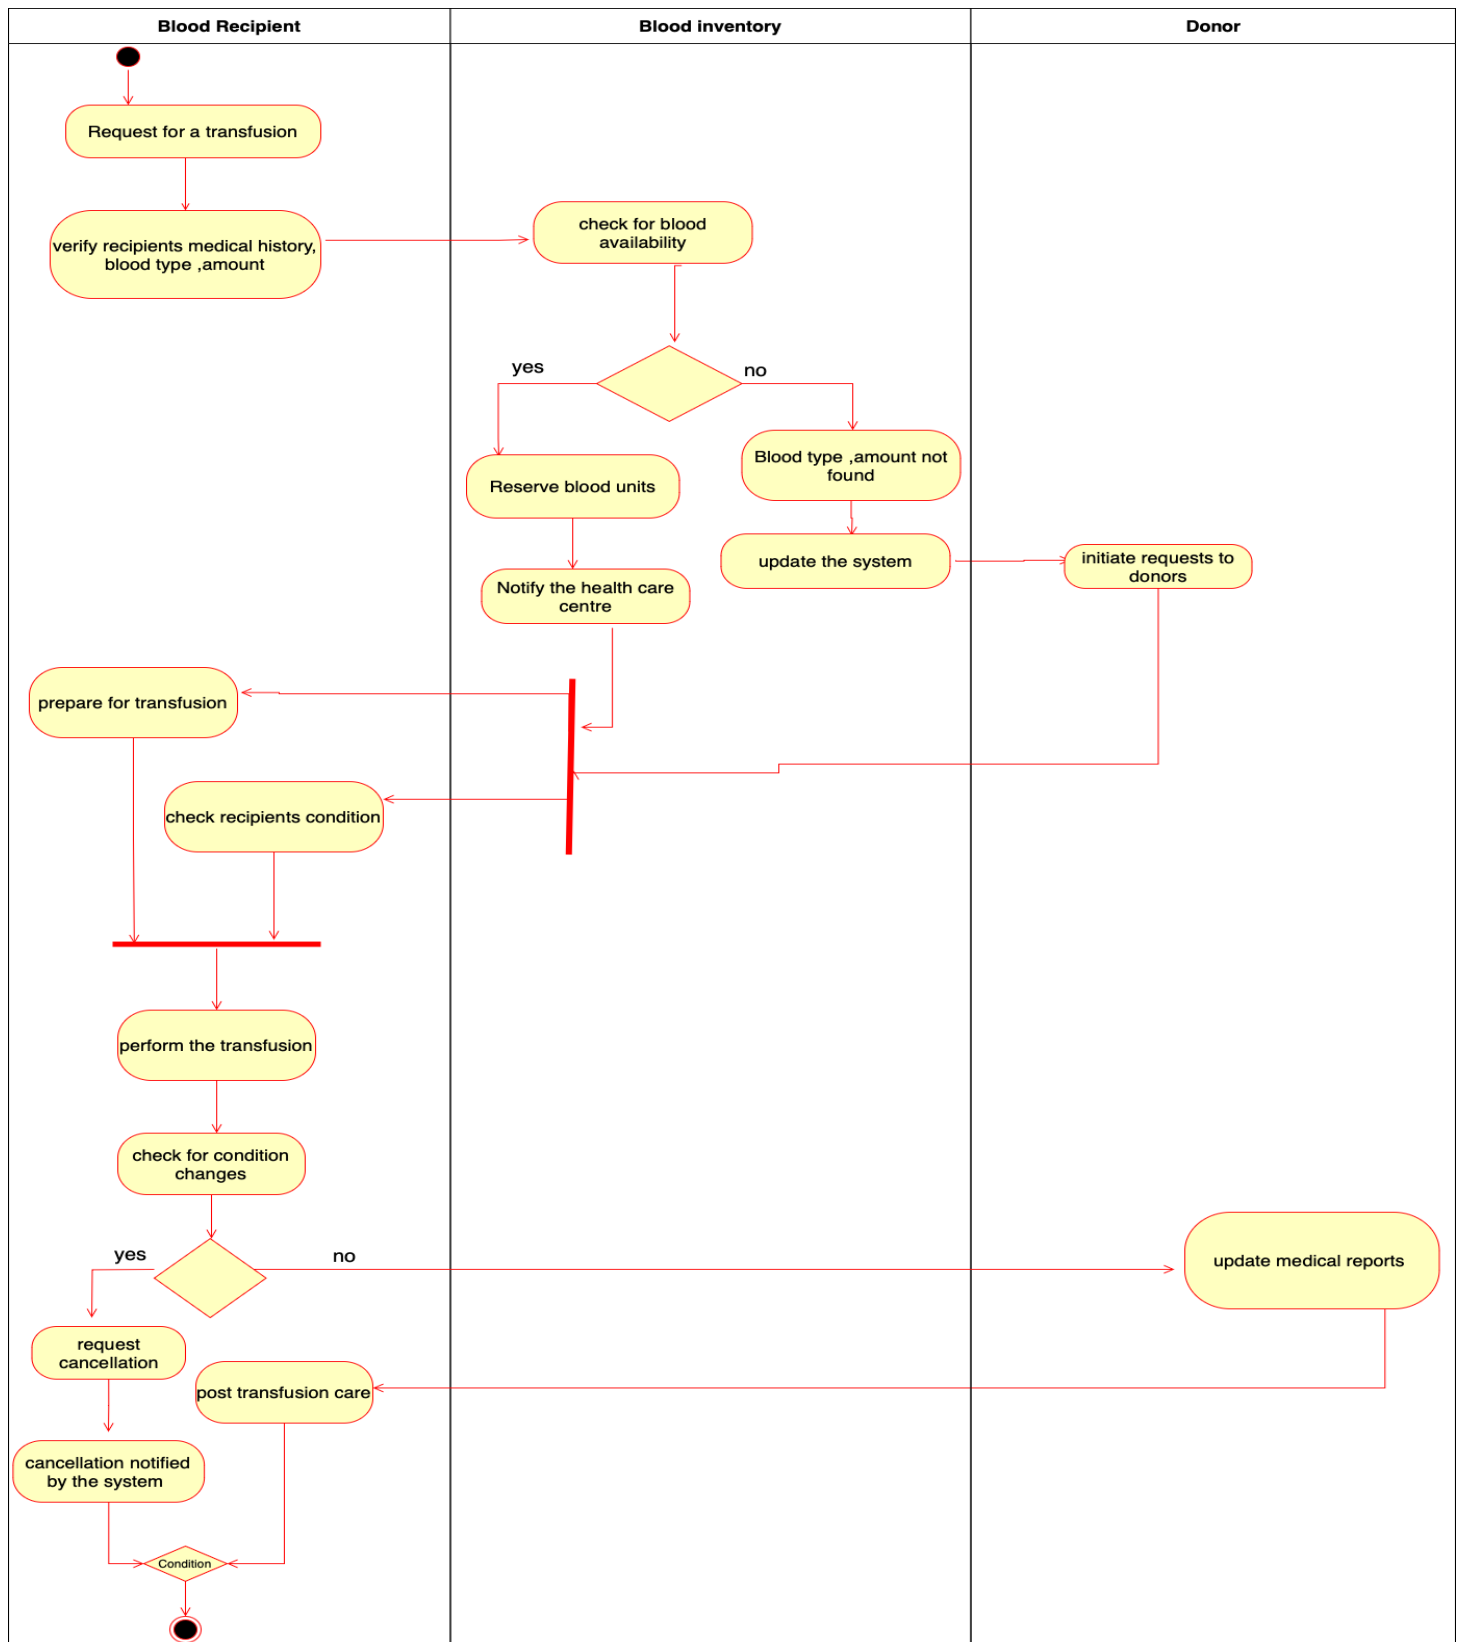 Blood Recipient
Blood inventory
Donor
Request for a transfusion
verify recipients medical history,
blood type ,amount
check for blood
availability
yes
no
Reserve blood units
Blood type ,amount not
found
Notify the health care
centre
update the system
initiate requests to
donors
prepare for transfusion
check recipients condition
perform the transfusion
check for condition
changes
yes
no
update medical reports
request
cancellation
post transfusion care
cancellation notified
by the system
Condition